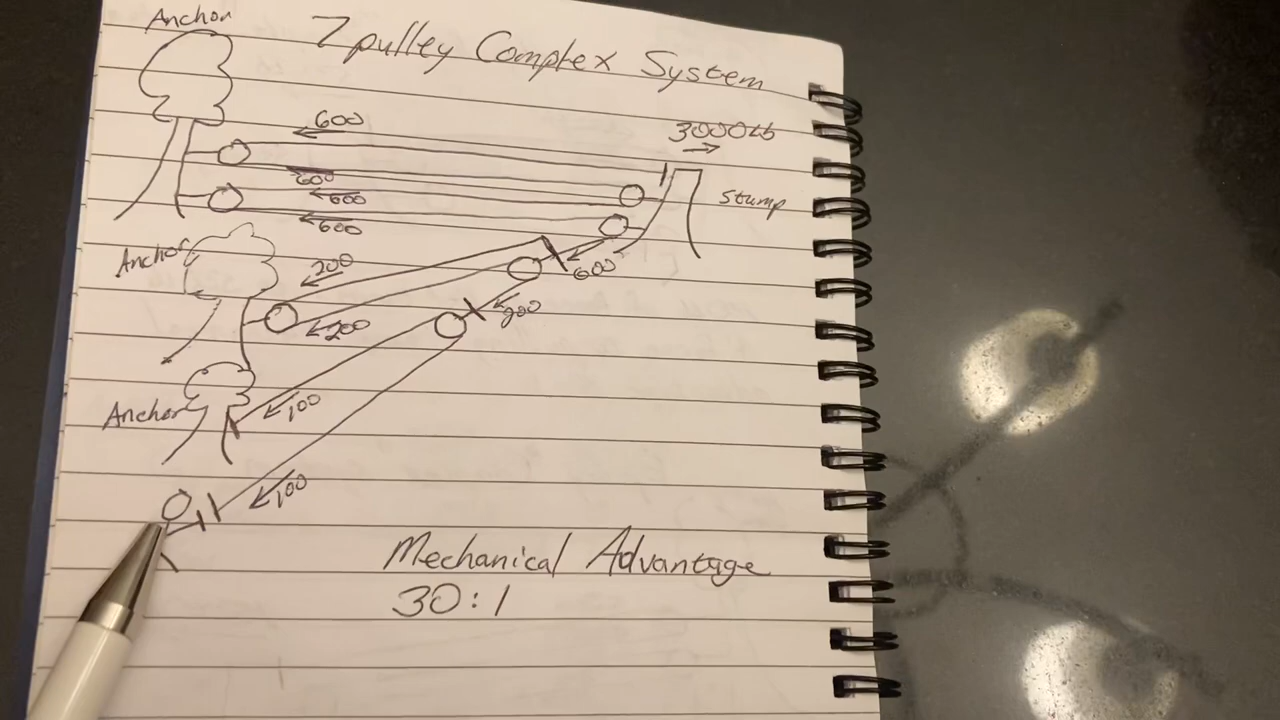 Anchor
7 pulley Complex System
600
3000Lb
600
600
600
Stump
Anchor
200
600
200
200
Anchor
100
100
Mechanical Advantage
30:1